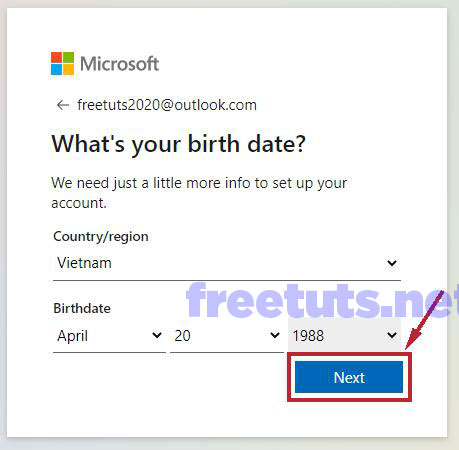 Microsoft
freetuts2020@outlook.com
What's your birth date?
We need just a little more info to set up your
account.
Country/region
Vietnam
freetuts.net
Birthdate
April 20 1988
Next